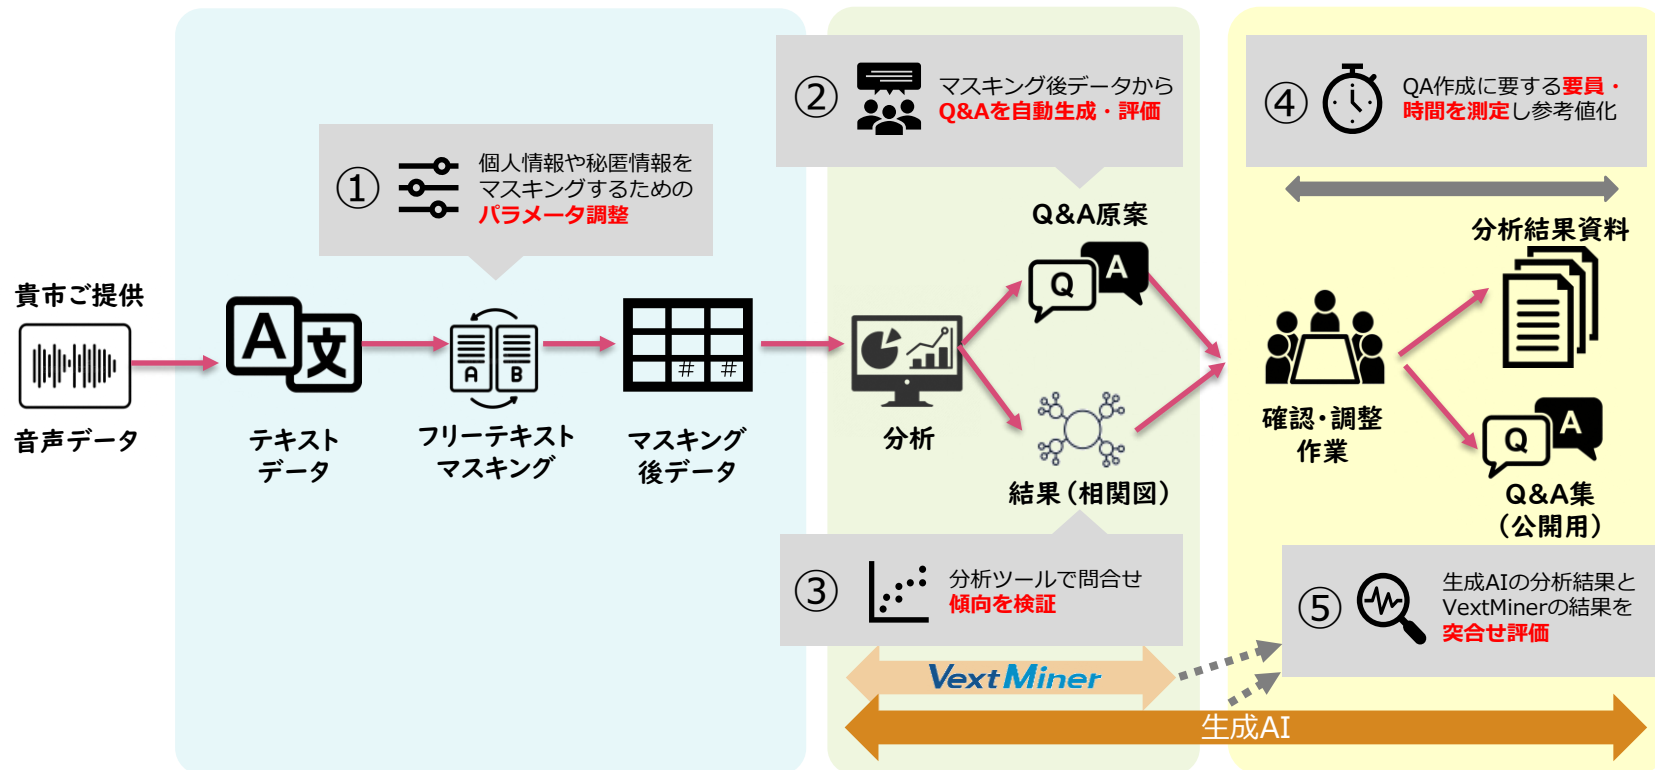 貴市ご提供
音声データ
テキスト
データ
①
個人情報や秘匿情報を
マスキングするための
パラメータ調整
A
文
A
B
フリーテキスト
マスキング
#
#
マスキング
後データ
②
マスキング後データから
Q&Aを自動生成・評価
Q&A原案
Q
A
分析
結果（相関図）
③
分析ツールで問合せ
傾向を検証
VextMiner
生成AI
④
QA作成に要する要員・
時間を測定し参考値化
分析結果資料
確認・調整
作業
Q
A
Q&A集
（公開用）
⑤
生成AIの分析結果と
VextMinerの結果を
突合せ評価